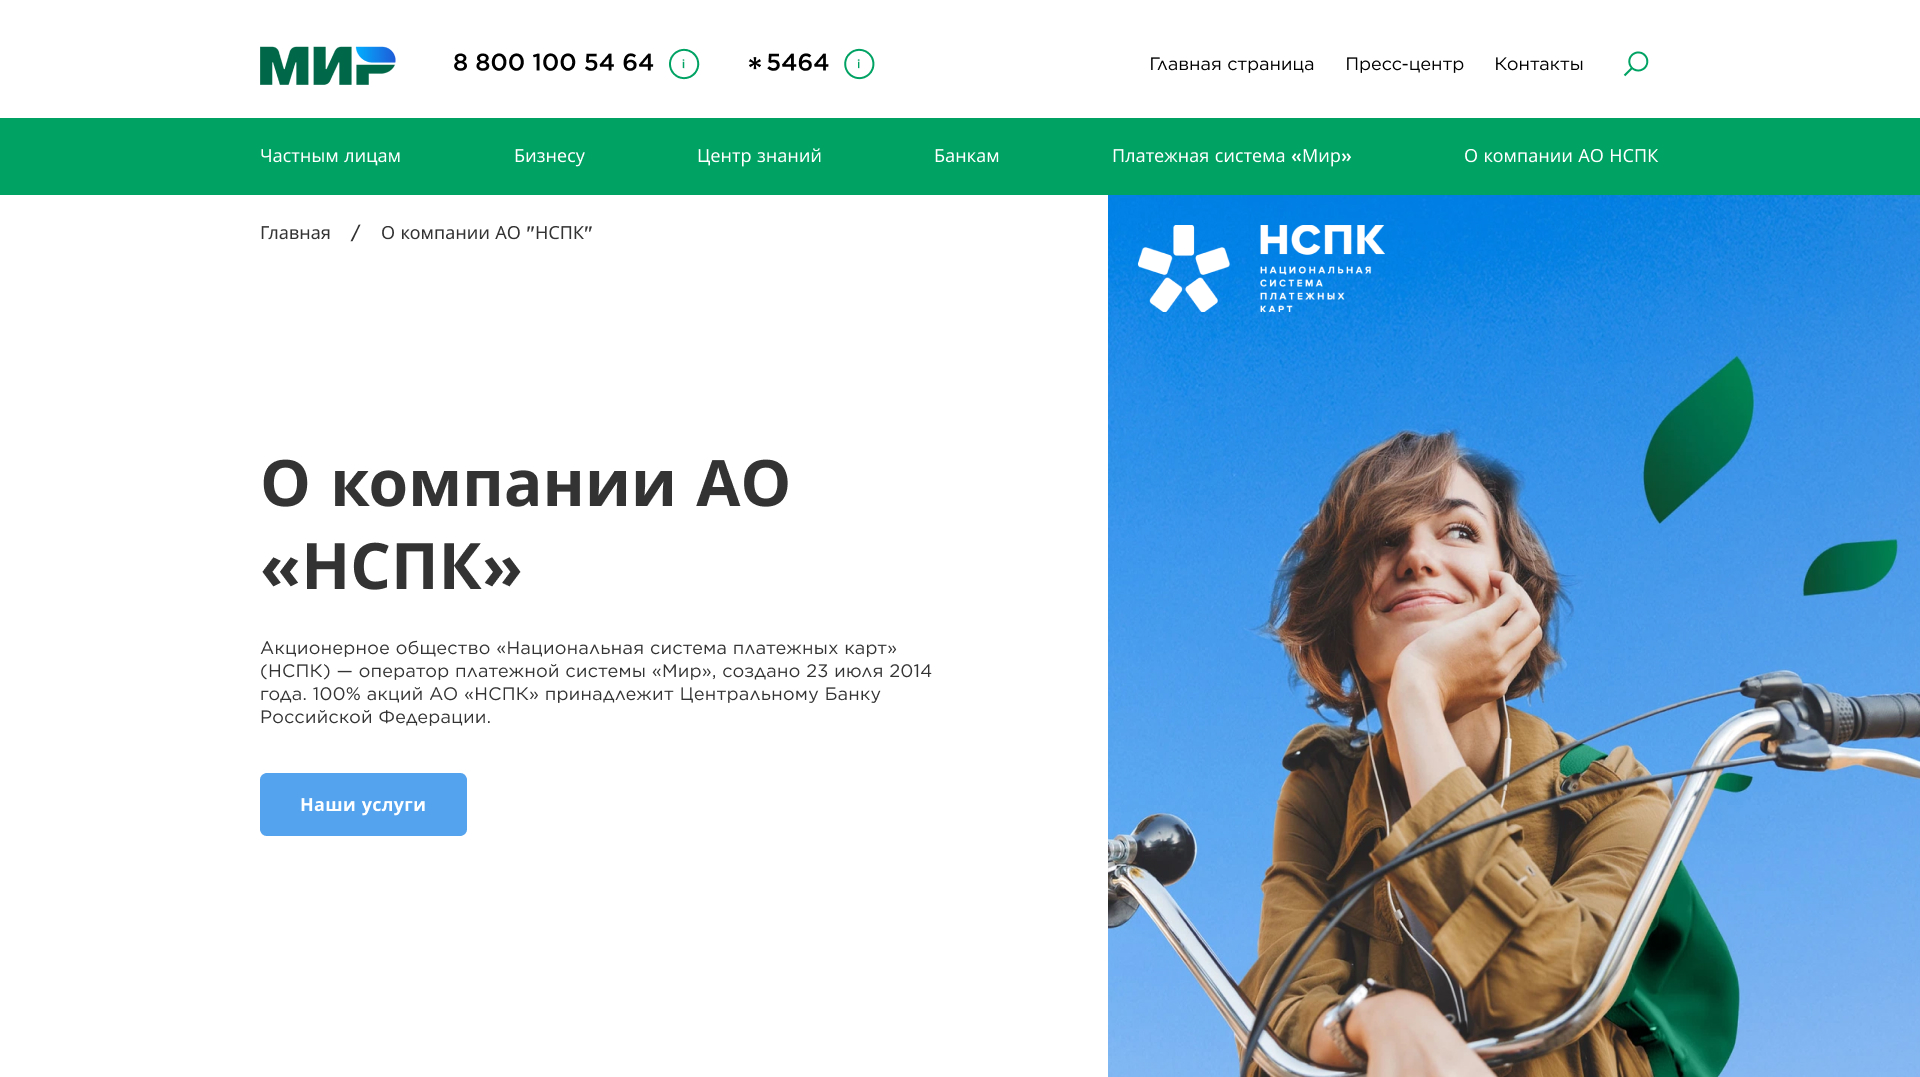 МИР
8 800 100 54 64
i
*5464
i
Главная страница
Пресс-центр
Контакты
Частным лицам
Бизнесу
Центр знаний
Банкам
Платежная система «Мир»
О компании АО НСПК
Главная / О компании АО "НСПК"
НСПК
НАЦИОНАЛЬНАЯ
СИСТЕМА
ПЛАТЕЖНЫХ
КАРТ
О компании АО
«НСПК»
Акционерное общество «Национальная система платежных карт»
(НСПК) — оператор платежной системы «Мир», создано 23 июля 2014
года. 100% акций АО «НСПК» принадлежит Центральному Банку
Российской Федерации.
Наши услуги